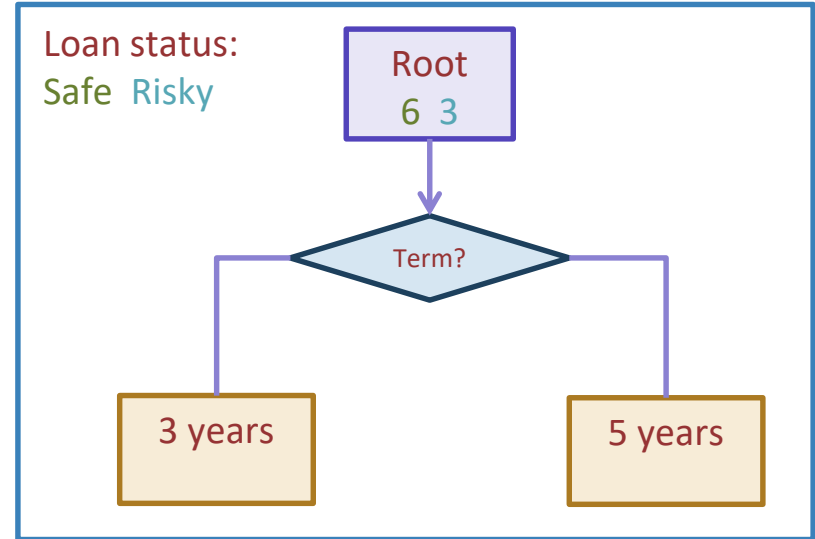 Loan status:
Safe Risky
Root
6 3
Term?
3 years
5 years